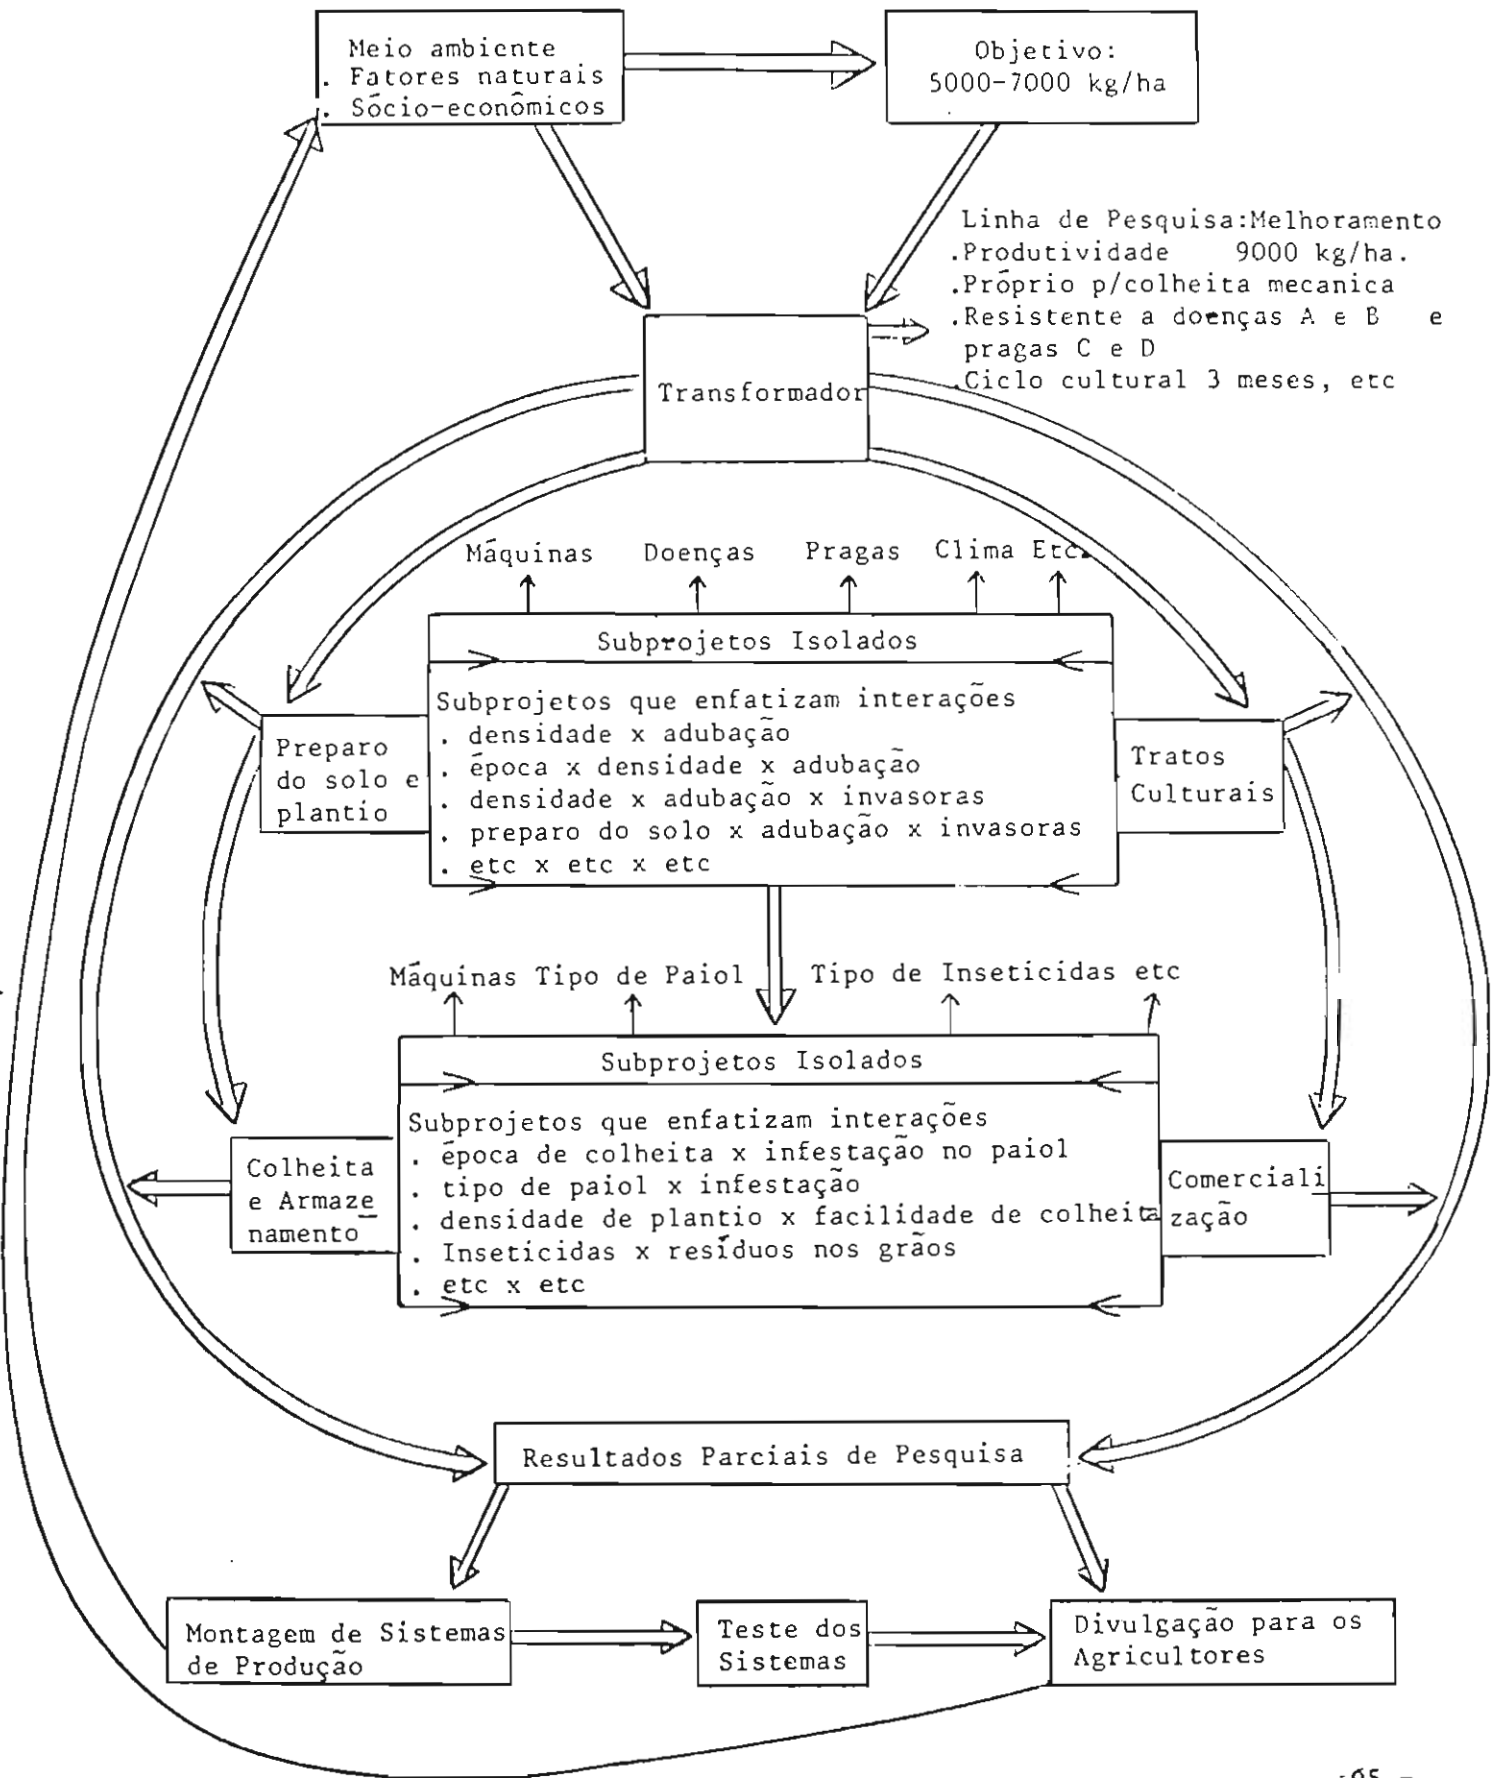 Meio ambiente
. Fatores naturais
. Sócio-econômicos
Objetivo:
5000-7000 kg/ha
Linha de Pesquisa:Melhoramento
.Produtividade 9000 kg/ha.
.Próprio p/colheita mecanica
.Resistente a doenças A e B e
pragas C e D
.Ciclo cultural 3 meses, etc
Transformador
Máquinas Doenças Pragas Clima Etc.
Subprojetos Isolados
Subprojetos que enfatizam interações
. densidade x adubação
. época x densidade x adubação
. densidade x adubação x invasoras
. preparo do solo x adubação x invasoras
. etc x etc x etc
Preparo
do solo e
plantio
Tratos
Culturais
Máquinas Tipo de Paiol Tipo de Inseticidas etc
Subprojetos Isolados
Subprojetos que enfatizam interações
. época de colheita x infestação no paiol
. tipo de paiol x infestação
. densidade de plantio x facilidade de colheita
. Inseticidas x resíduos nos grãos
. etc x etc
Colheita
e Armaze
namento
Comerciali
zação
Resultados Parciais de Pesquisa
Montagem de Sistemas
de Produção
Teste dos
Sistemas
Divulgação para os
Agricultores